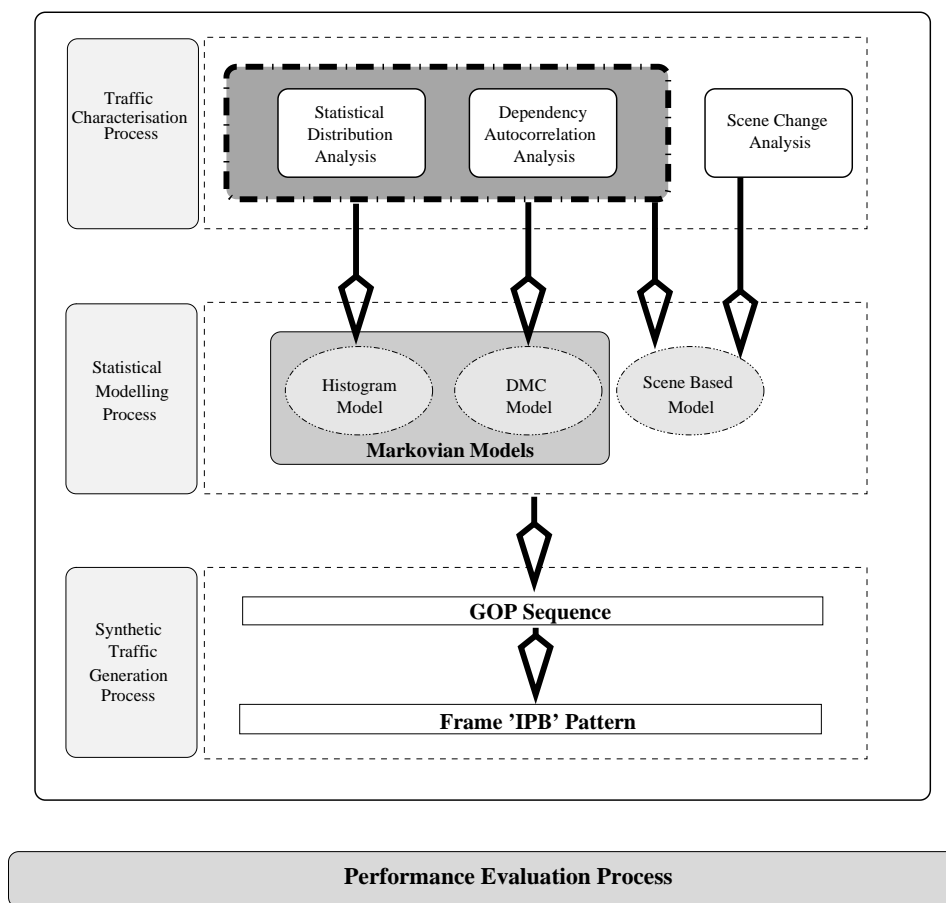 Traffic
Characterisation
Process
Statistical
Distribution
Analysis
Dependency
Autocorrelation
Analysis
Scene Change
Analysis
Statistical
Modelling
Process
Histogram
Model
DMC
Model
Scene Based
Model
Markovian Models
Synthetic
Traffic
Generation
Process
GOP Sequence
Frame ’IPB’ Pattern
Performance Evaluation Process